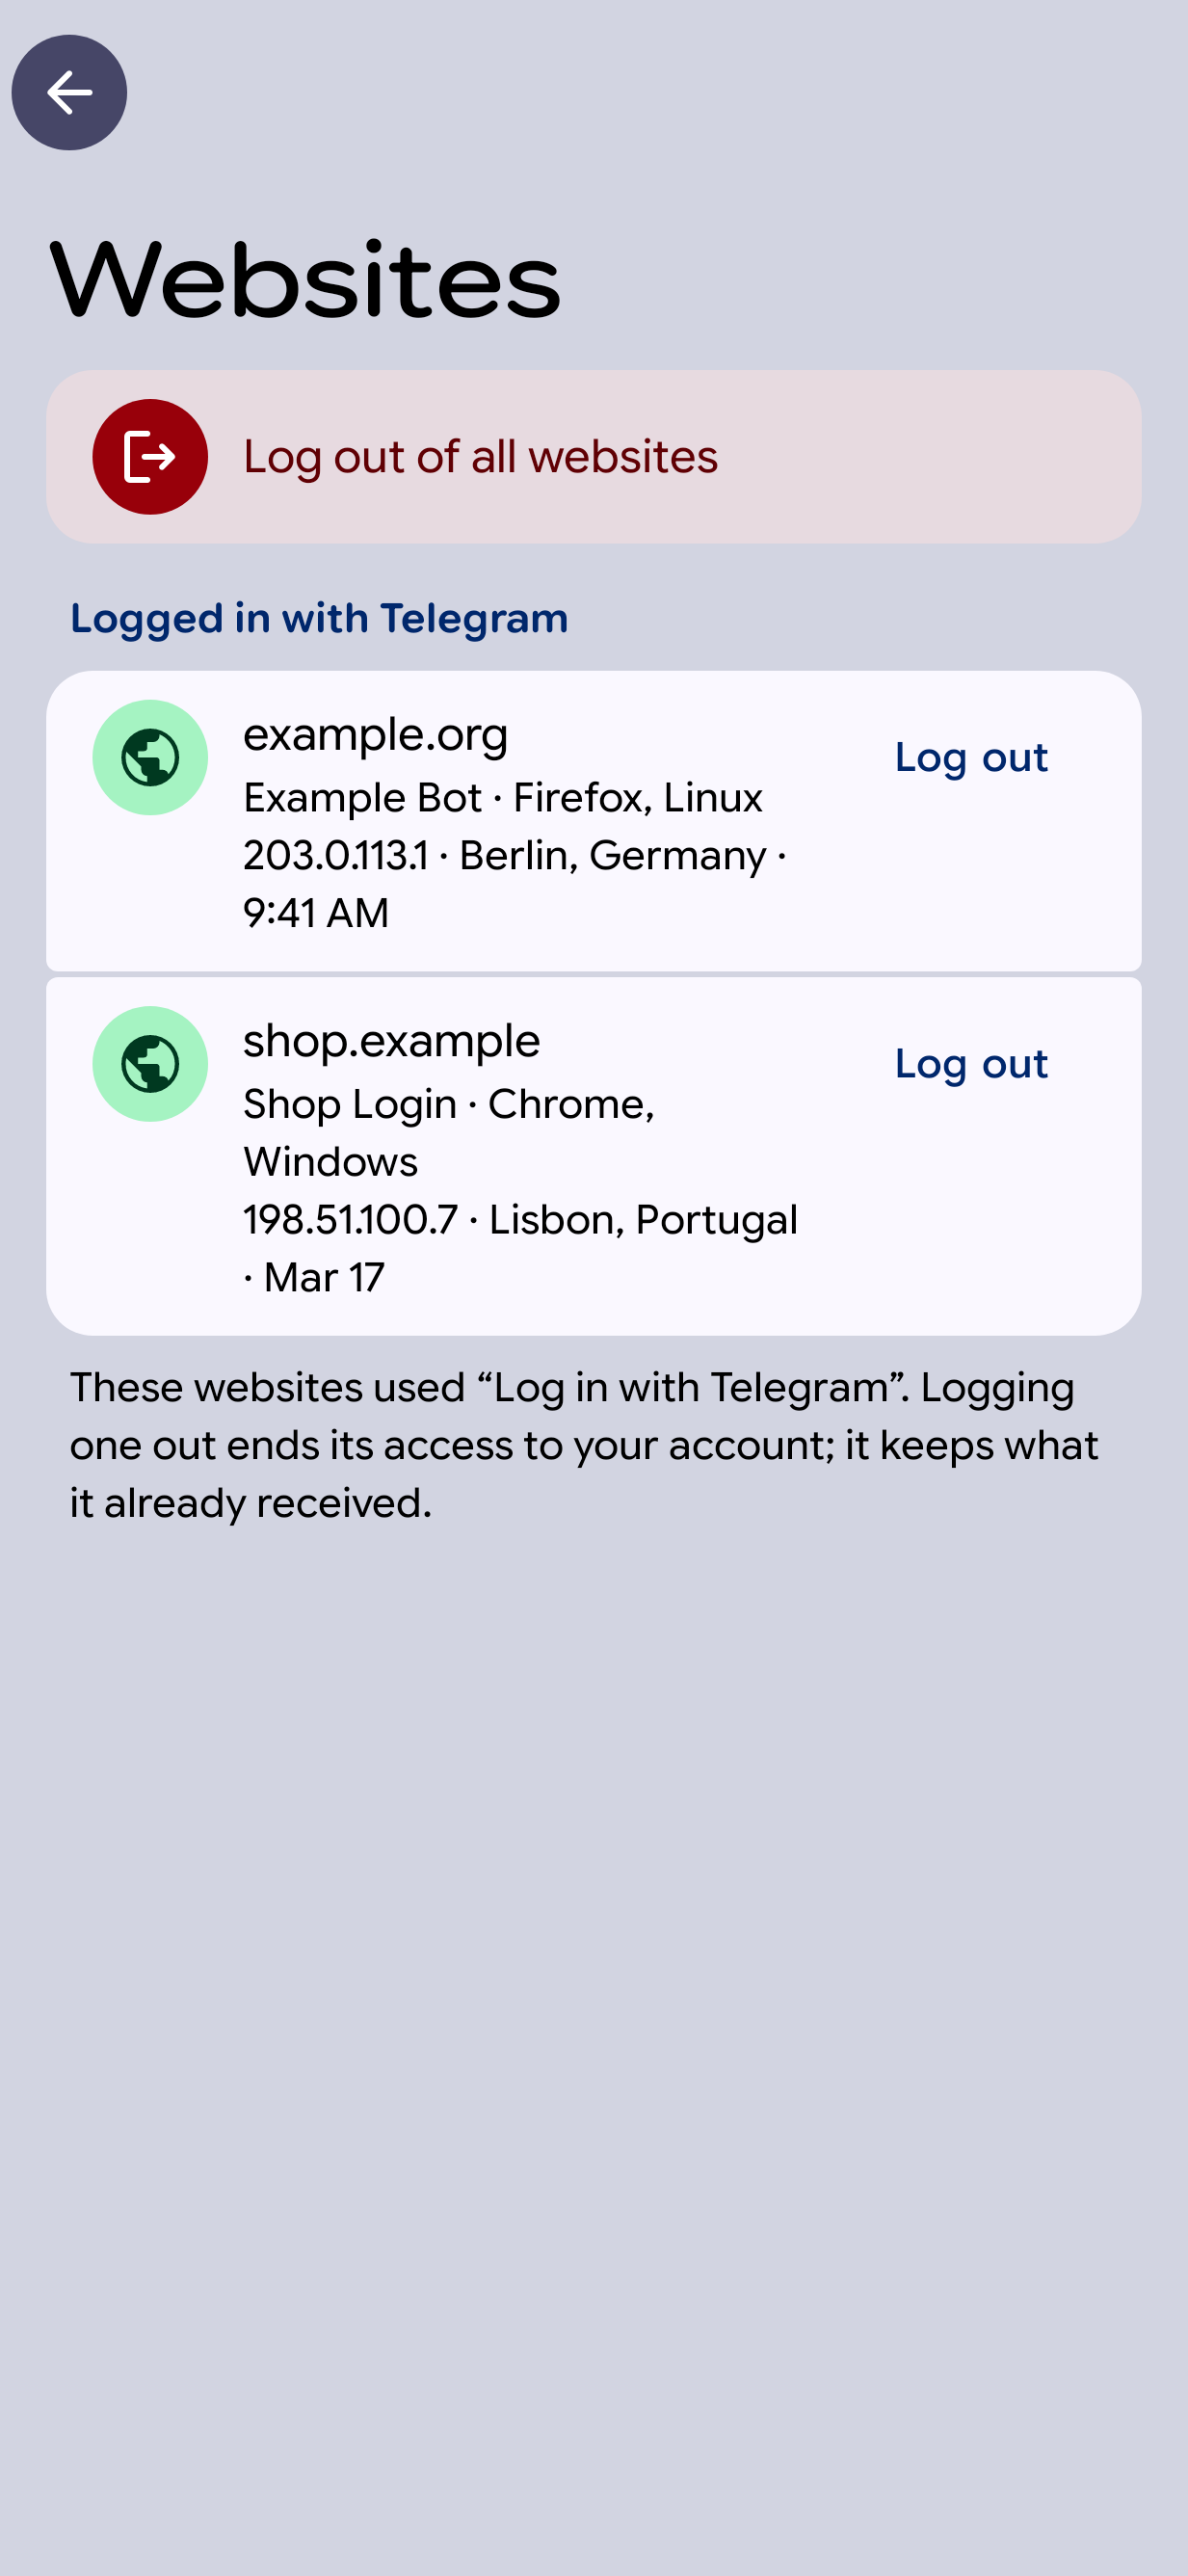 Websites
Log out of all websites
Logged in with Telegram
example.org
Log out
Example Bot · Firefox, Linux
203.0.113.1 · Berlin, Germany ·
9:41 AM
shop.example
Log out
Shop Login · Chrome,
Windows
198.51.100.7 · Lisbon, Portugal
· Mar 17
These websites used “Log in with Telegram”. Logging
one out ends its access to your account; it keeps what
it already received.